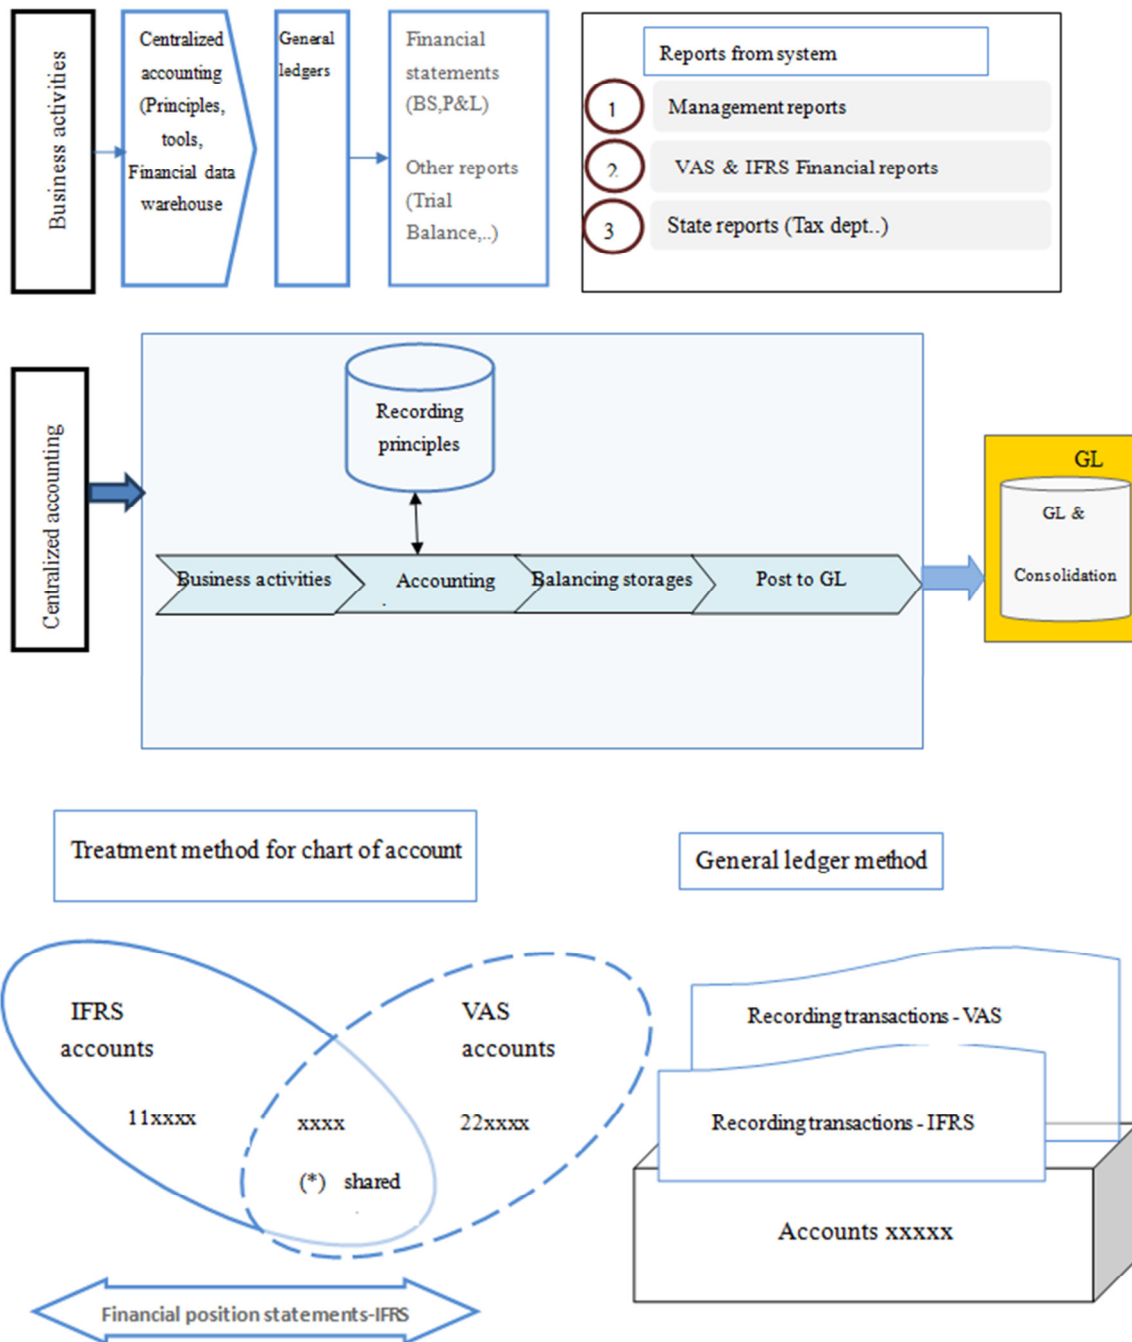 Business activities
Centralized
accounting
(Principles,
tools,
Financial data
warehouse
General
ledgers
Financial
statements
(BS,P&L)
Other reports
(Trial
Balance,..)
Reports from system
1 Management reports
2 VAS & IFRS Financial reports
3 State reports (Tax dept..)
Centralized accounting
Recording
principles
Business activities
Accounting
.
Balancing storages
Post to GL
GL
GL &
Consolidation
Treatment method for chart of account
General ledger method
IFRS
accounts
VAS
accounts
11xxxx
xxxx
22xxxx
(*) shared
.
Recording transactions - VAS
Recording transactions - IFRS
Accounts xxxxx
Financial position statements-IFRS